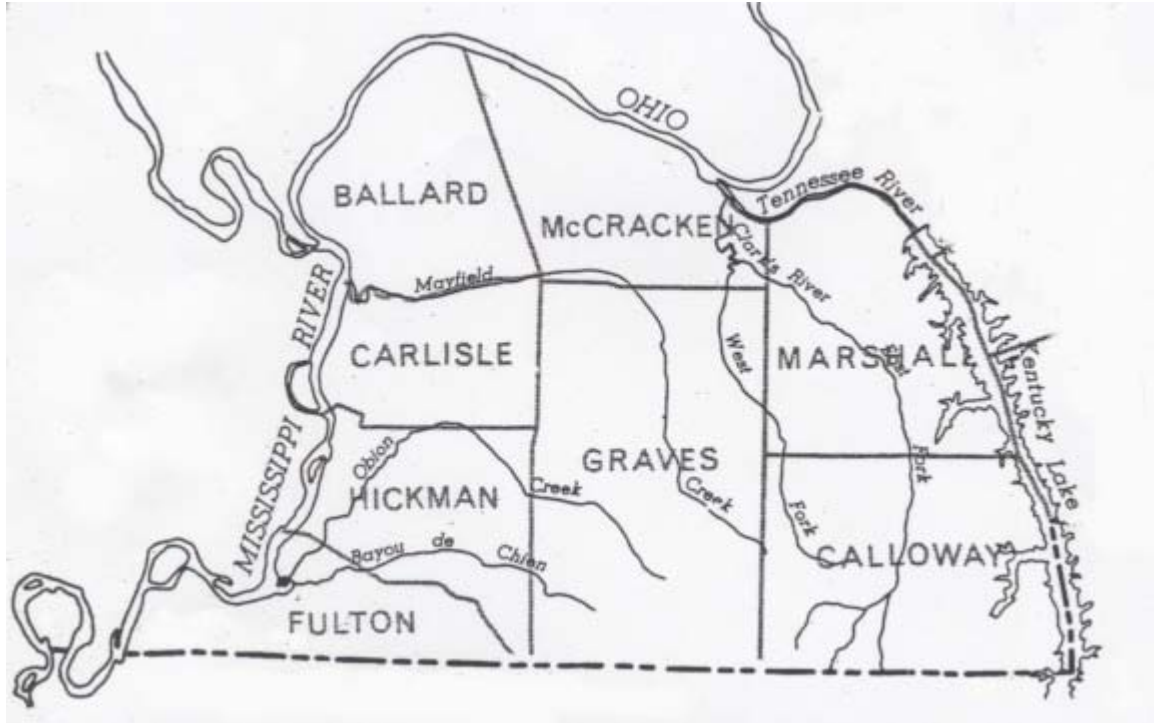 OHIO
BALLARD
McCRACKEN
Tennessee River
Clark's River
Mayfield Creek
MISSISSIPPI RIVER
CARLISLE
West Fork
MARSHALL
East Fork
Kentucky Lake
GRAVES
Obion Creek
HICKMAN
Bayou de Chien
CALLOWAY
FULTON